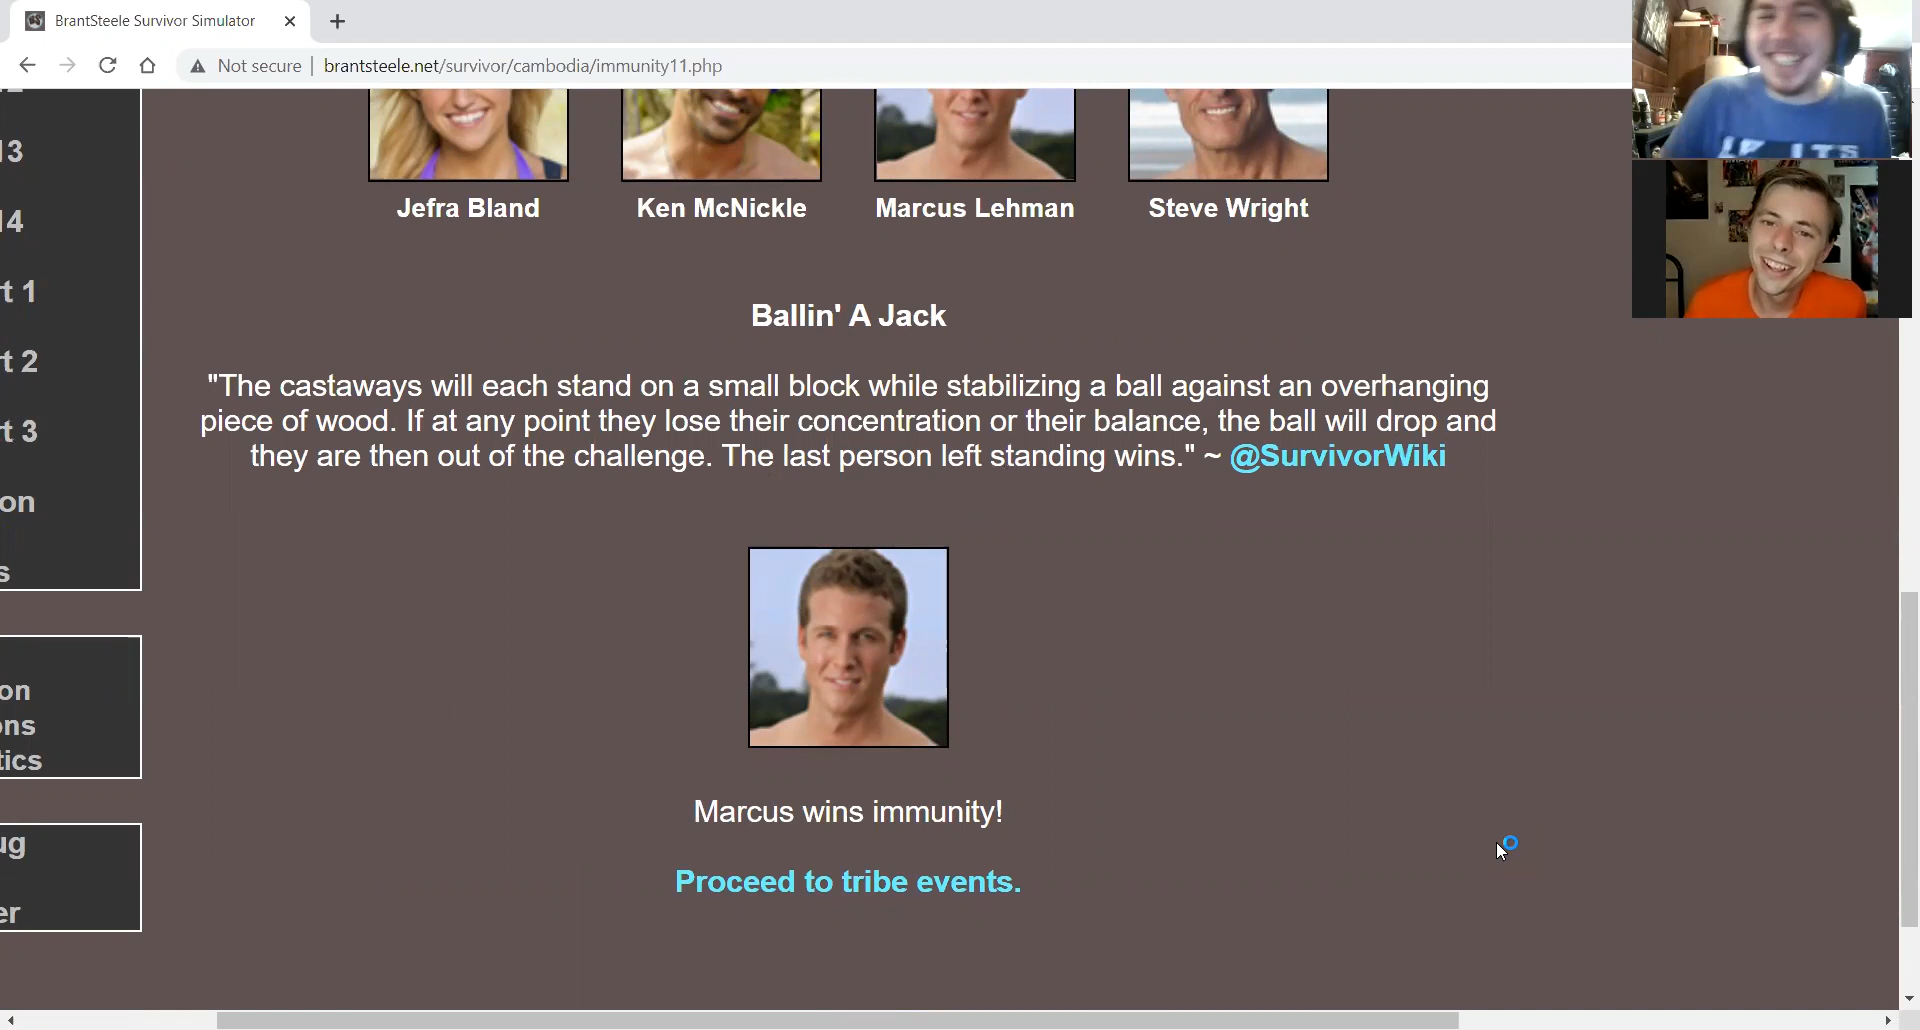 BrantSteele Survivor Simulator
Not secure | brantsteele.net/survivor/cambodia/immunity11.php
13
14
t 1
t 2
t 3
on
s
on
ons
tics
ug
er
Jefra Bland
Ken McNickle
Marcus Lehman
Steve Wright
Ballin' A Jack
"The castaways will each stand on a small block while stabilizing a ball against an overhanging
piece of wood. If at any point they lose their concentration or their balance, the ball will drop and
they are then out of the challenge. The last person left standing wins." ~ @SurvivorWiki
Marcus wins immunity!
Proceed to tribe events.